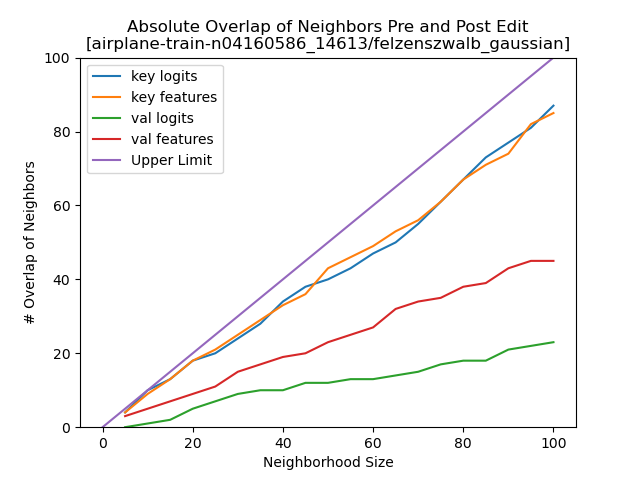 Absolute Overlap of Neighbors Pre and Post Edit
[airplane-train-n04160586_14613/felzenszwalb_gaussian]
key logits
key features
val logits
val features
Upper Limit
# Overlap of Neighbors
100
80
60
40
20
0
0 20 40 60 80 100
Neighborhood Size